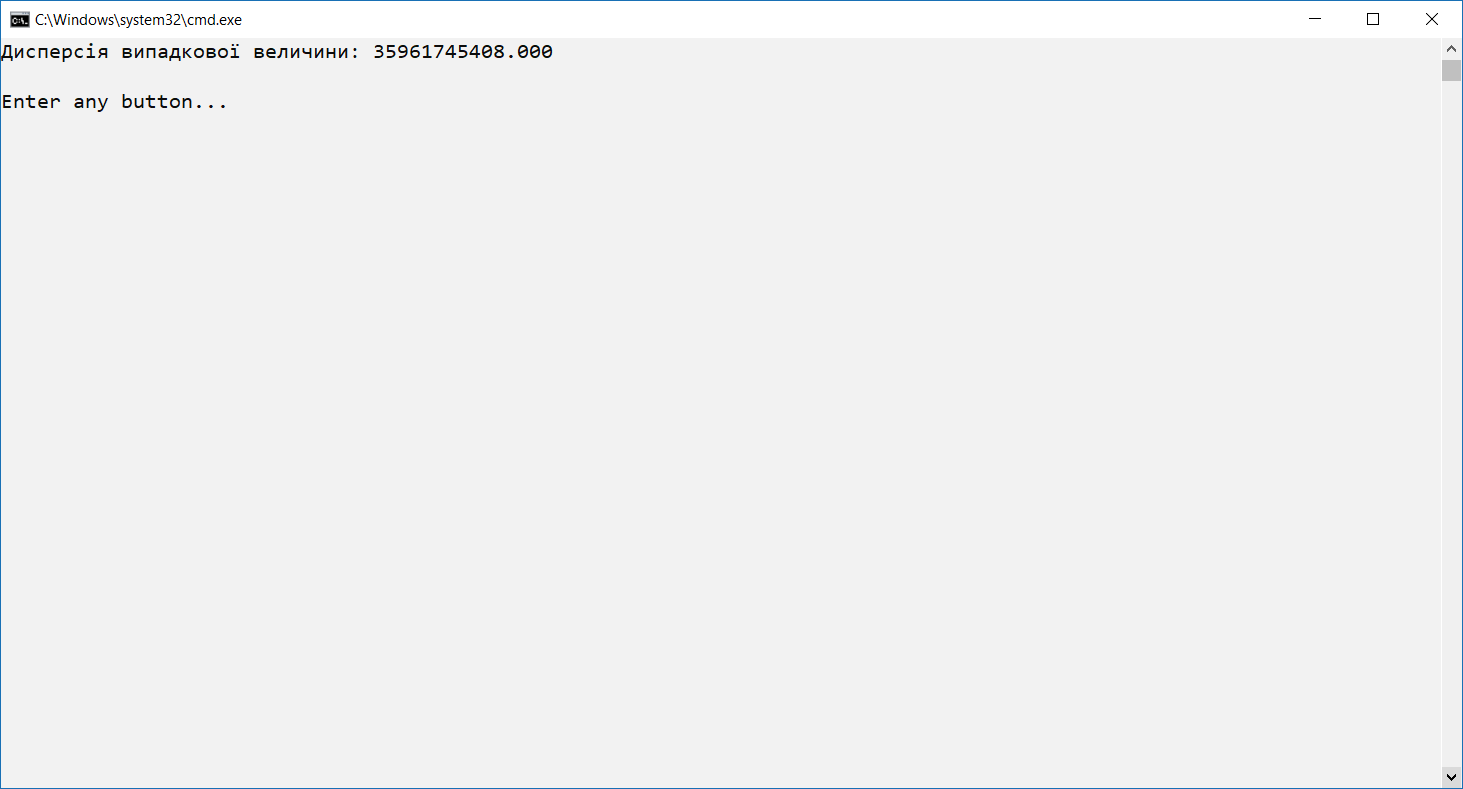 C:\Windows\system32\cmd.exe
Дисперсія випадкової величини: 35961745408.000
Enter any button...